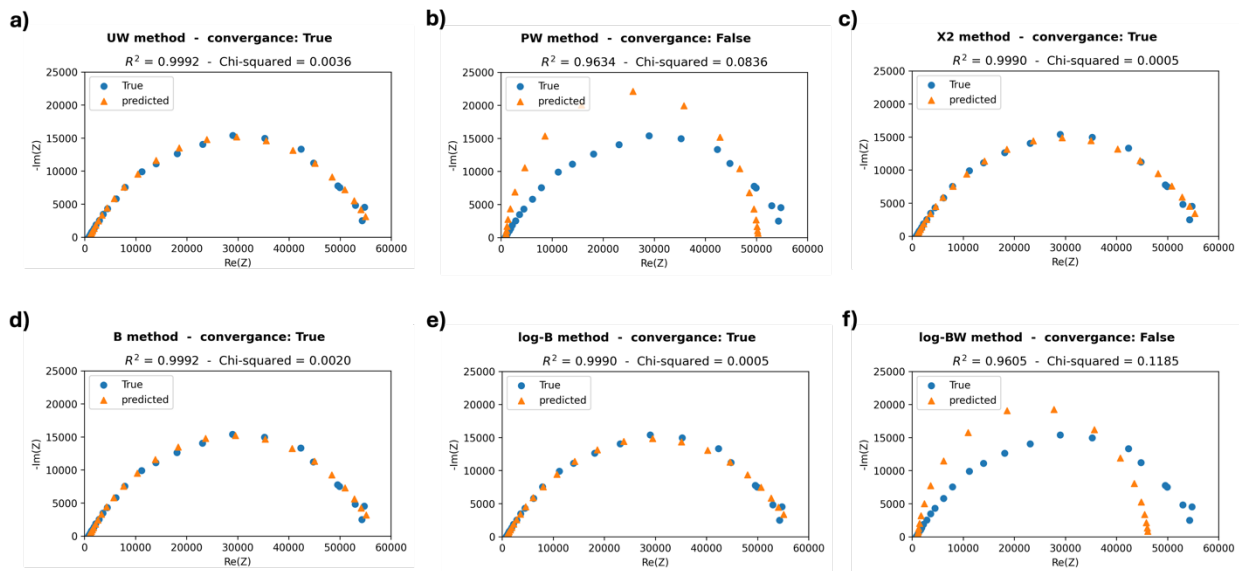 a)
UW method - convergance: True
R² = 0.9992 - Chi-squared = 0.0036
25000
20000
15000
10000
5000
0
-Im(Z)
True
predicted
0 10000 20000 30000 40000 50000 60000
Re(Z)
b)
PW method - convergance: False
R² = 0.9634 - Chi-squared = 0.0836
25000
20000
15000
10000
5000
0
-Im(Z)
True
predicted
0 10000 20000 30000 40000 50000 60000
Re(Z)
c)
X2 method - convergance: True
R² = 0.9990 - Chi-squared = 0.0005
25000
20000
15000
10000
5000
0
-Im(Z)
True
predicted
0 10000 20000 30000 40000 50000 60000
Re(Z)
d)
B method - convergance: True
R² = 0.9992 - Chi-squared = 0.0020
25000
20000
15000
10000
5000
0
-Im(Z)
True
predicted
0 10000 20000 30000 40000 50000 60000
Re(Z)
e)
log-B method - convergance: True
R² = 0.9990 - Chi-squared = 0.0005
25000
20000
15000
10000
5000
0
-Im(Z)
True
predicted
0 10000 20000 30000 40000 50000 60000
Re(Z)
f)
log-BW method - convergance: False
R² = 0.9605 - Chi-squared = 0.1185
25000
20000
15000
10000
5000
0
-Im(Z)
True
predicted
0 10000 20000 30000 40000 50000 60000
Re(Z)